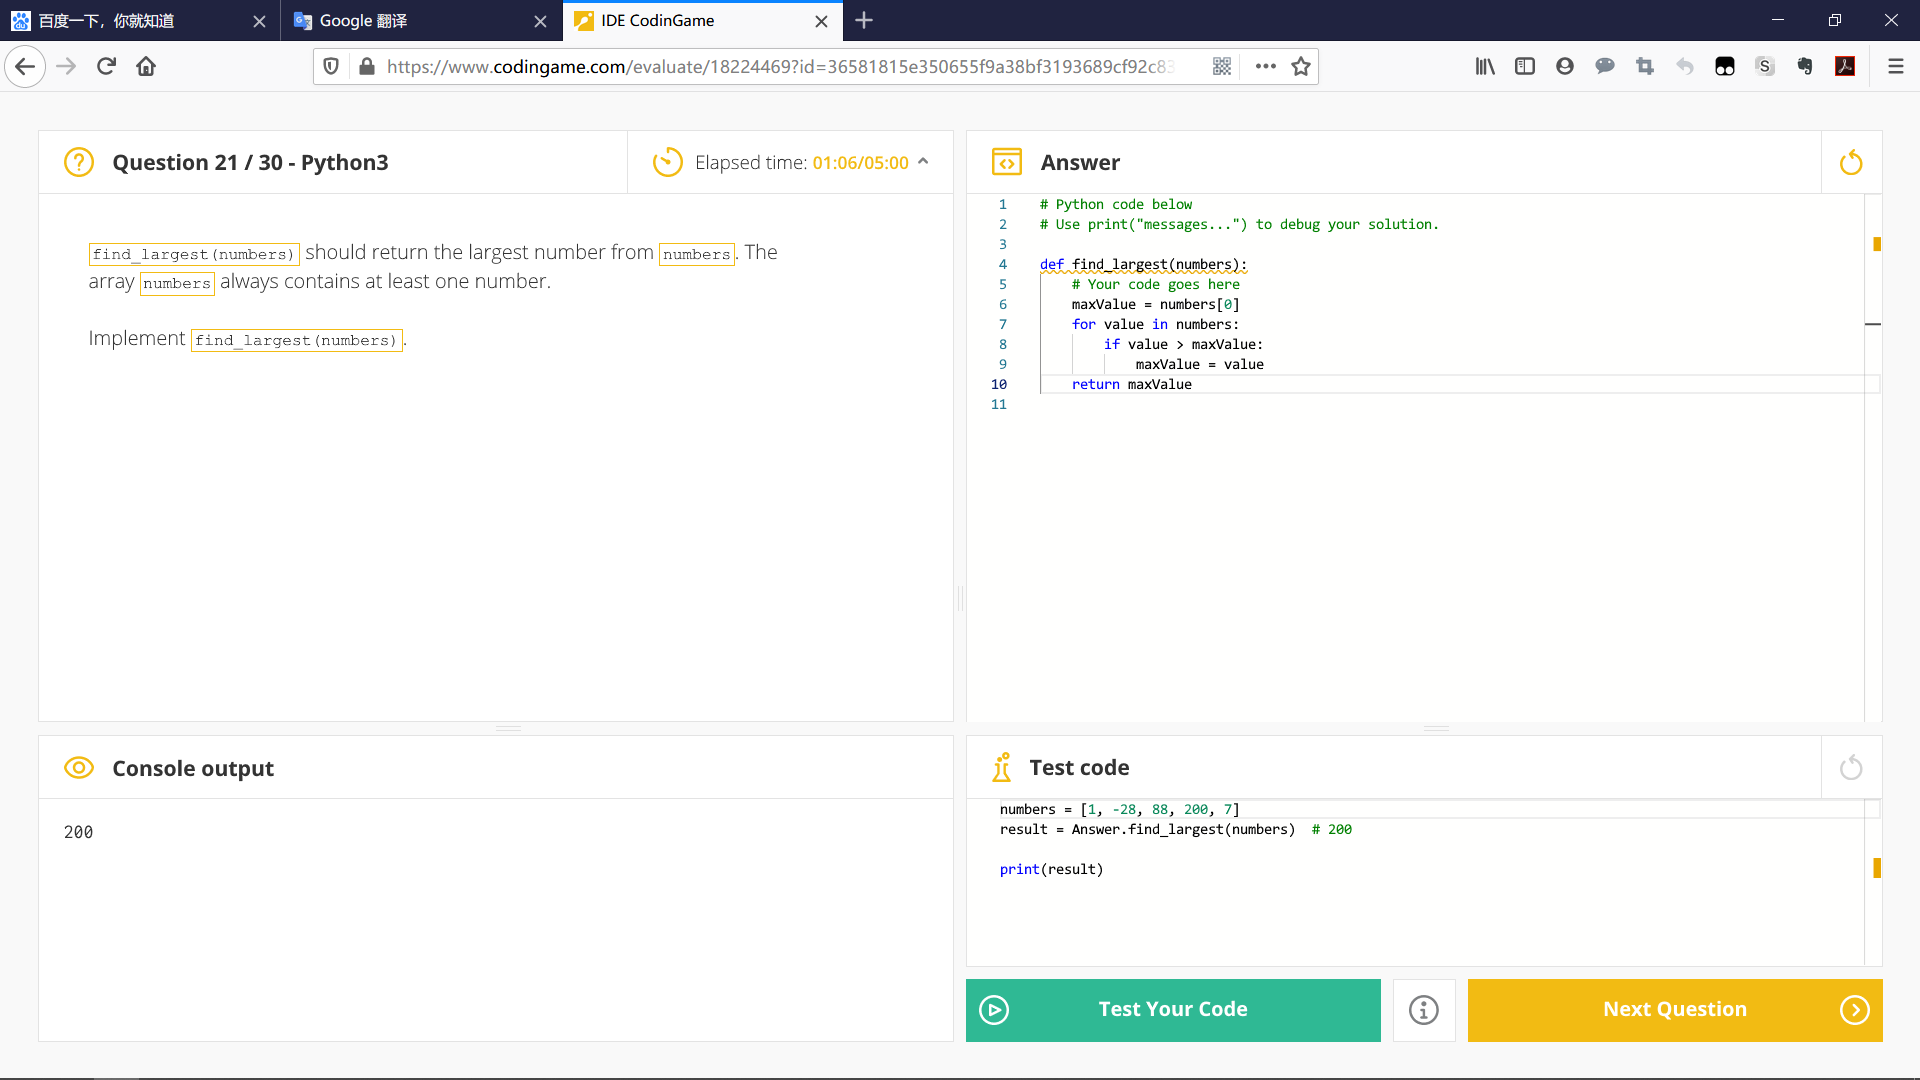 百度一下，你就知道
Google 翻译
IDE CodinGame
https://www.codingame.com/evaluate/18224469?id=36581815e350655f9a38bf3193689cf92c83
Question 21 / 30 - Python3
Elapsed time: 01:06/05:00
find_largest(numbers) should return the largest number from numbers. The
array numbers always contains at least one number.
Implement find_largest(numbers).
Answer
1 # Python code below
2 # Use print("messages...") to debug your solution.
3
4 def find_largest(numbers):
5 # Your code goes here
6 maxValue = numbers[0]
7 for value in numbers:
8 if value > maxValue:
9 maxValue = value
10 return maxValue
11
Console output
200
Test code
numbers = [1, -28, 88, 200, 7]
result = Answer.find_largest(numbers)  # 200
print(result)
Test Your Code
Next Question